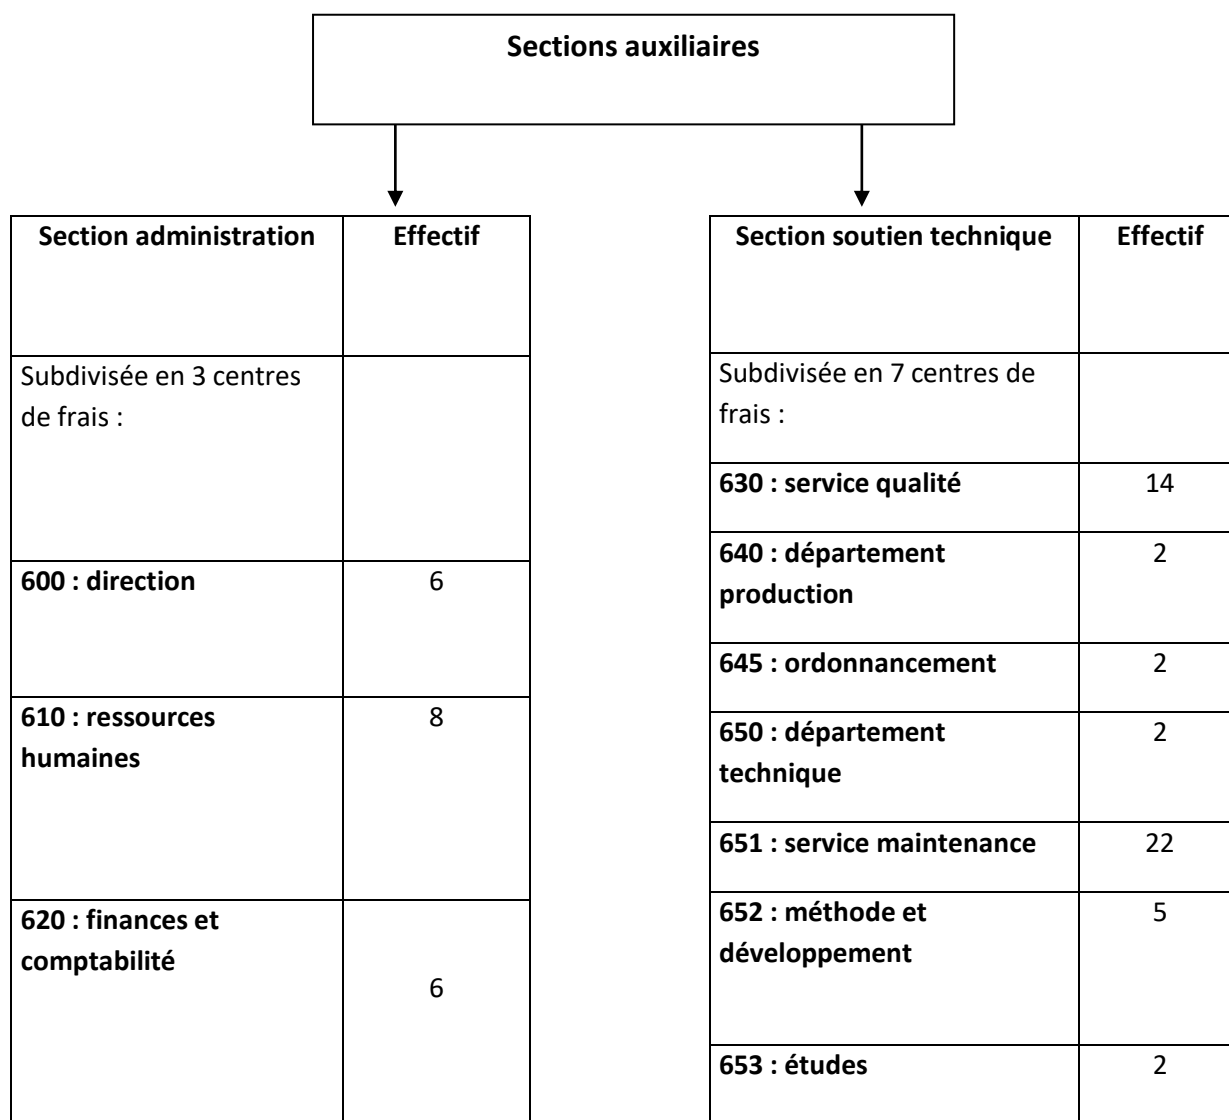 Sections auxiliaires
Section administration
Effectif
Subdivisée en 3 centres
de frais :
600 : direction
6
610 : ressources
humaines
8
620 : finances et
comptabilité
6
Section soutien technique
Effectif
Subdivisée en 7 centres de
frais :
630 : service qualité
14
640 : département
production
2
645 : ordonnancement
2
650 : département
technique
2
651 : service maintenance
22
652 : méthode et
développement
5
653 : études
2